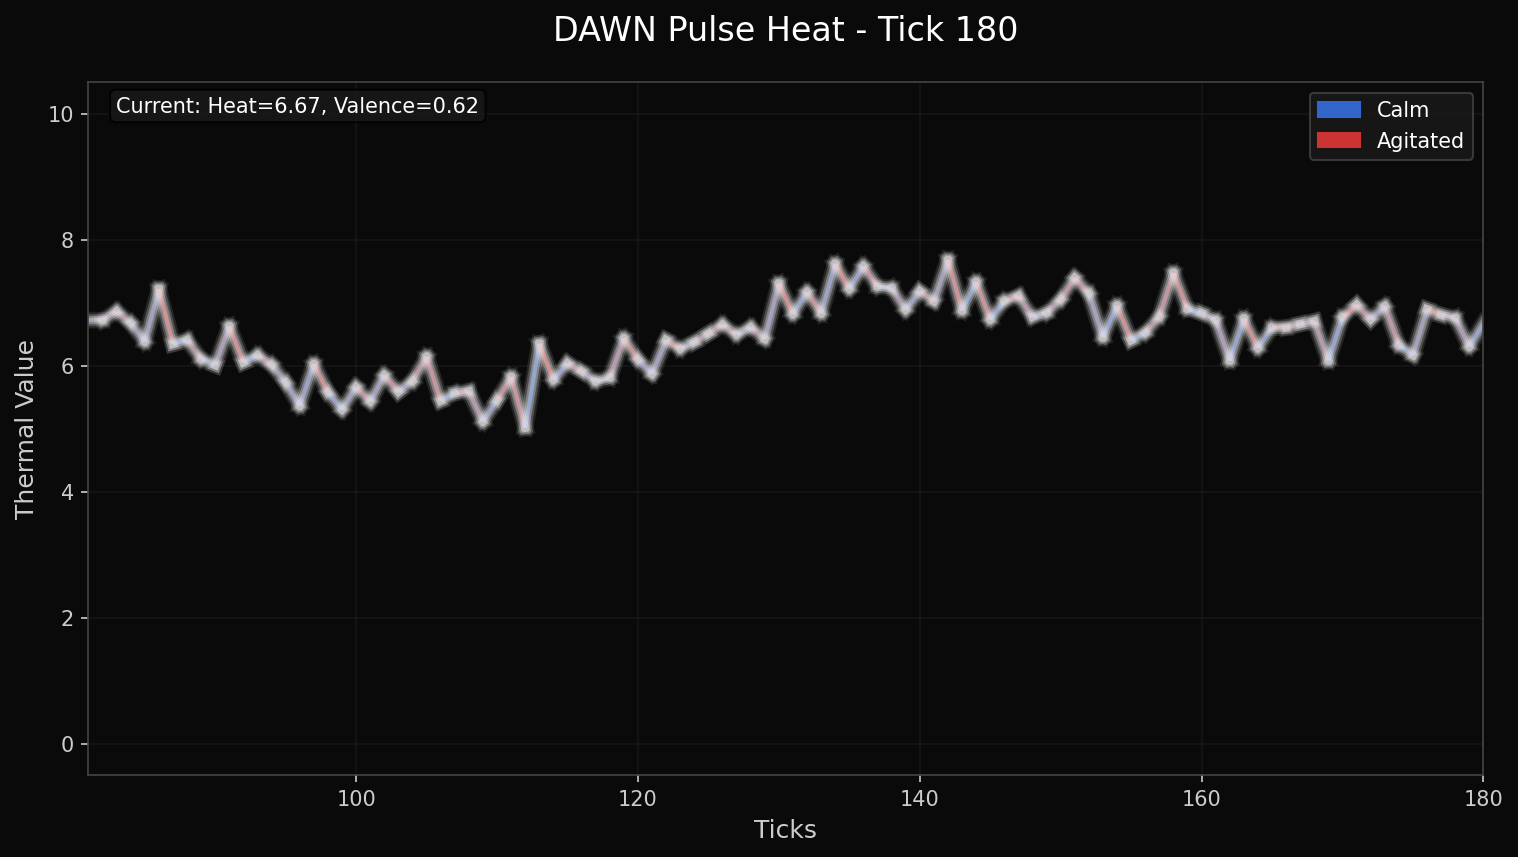 DAWN Pulse Heat - Tick 180
Current: Heat=6.67, Valence=0.62
Calm
Agitated
10
8
6
4
2
0
Thermal Value
100
120
140
160
180
Ticks